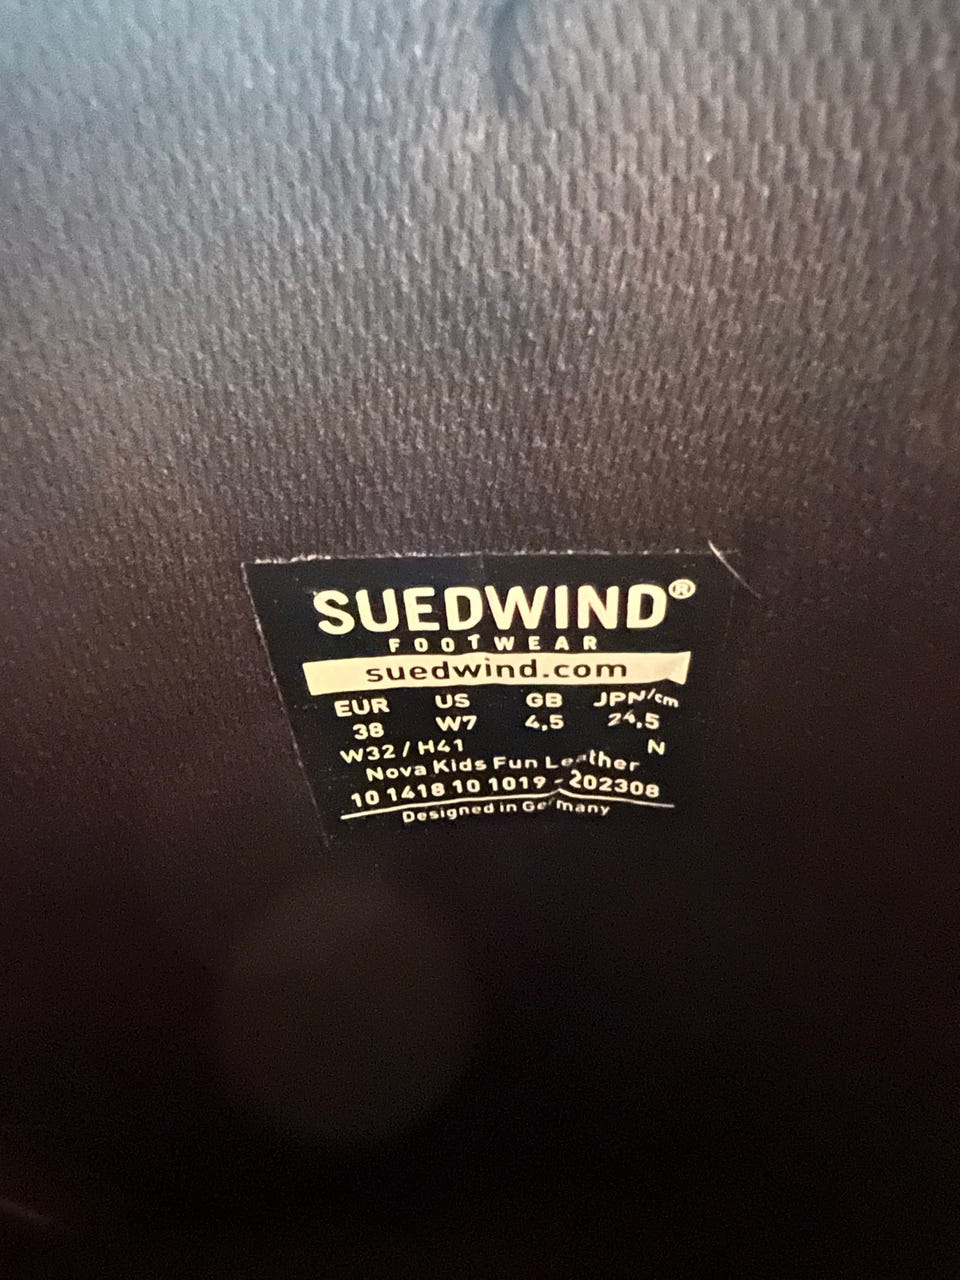 SUEDWIND®
FOOTWEAR
suedwind.com
EUR US GB JPN/cm
38 W7 4,5 24,5
W32 / H41 N
Nova Kids Fun Leather
10 1418 10 1019 - 202308
Designed in Germany